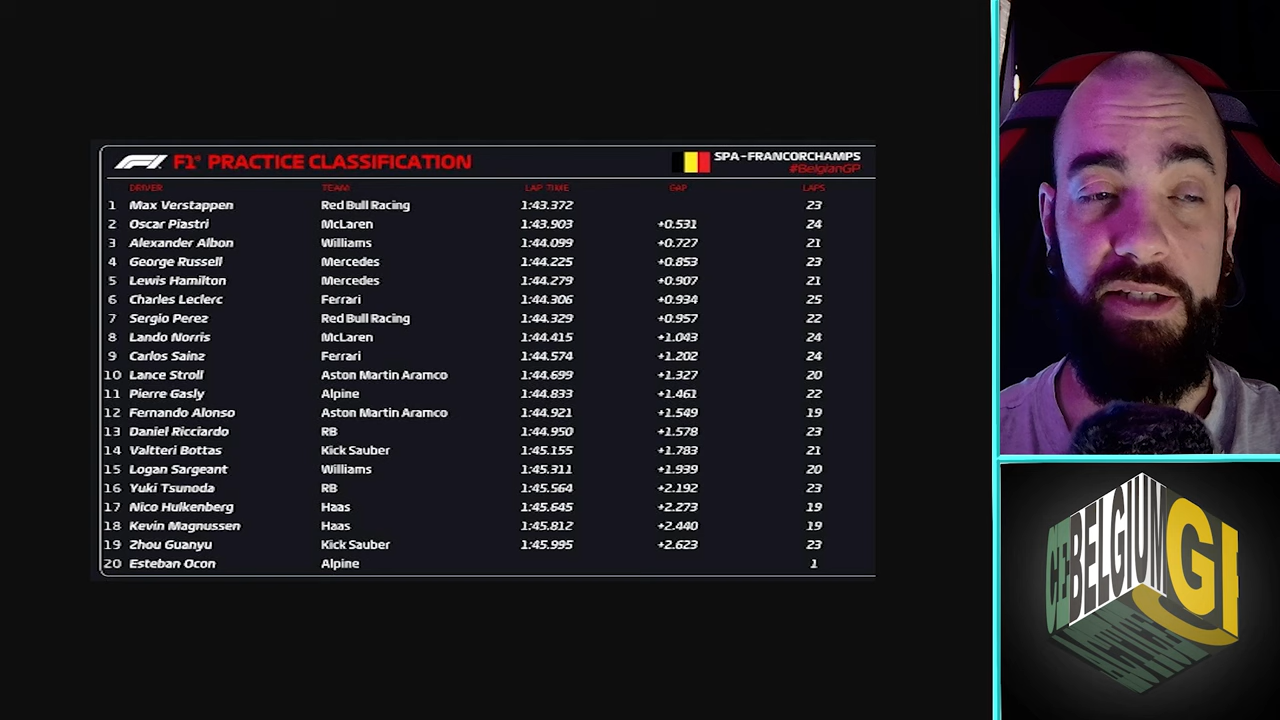 F1® PRACTICE CLASSIFICATION
SPA-FRANCORCHAMPS
#BelgianGP
DRIVER TEAM LAP TIME GAP LAPS
1 Max Verstappen Red Bull Racing 1:43.372 23
2 Oscar Piastri McLaren 1:43.903 +0.531 24
3 Alexander Albon Williams 1:44.099 +0.727 21
4 George Russell Mercedes 1:44.225 +0.853 23
5 Lewis Hamilton Mercedes 1:44.279 +0.907 21
6 Charles Leclerc Ferrari 1:44.306 +0.934 25
7 Sergio Perez Red Bull Racing 1:44.329 +0.957 22
8 Lando Norris McLaren 1:44.415 +1.043 24
9 Carlos Sainz Ferrari 1:44.574 +1.202 24
10 Lance Stroll Aston Martin Aramco 1:44.699 +1.327 20
11 Pierre Gasly Alpine 1:44.833 +1.461 22
12 Fernando Alonso Aston Martin Aramco 1:44.921 +1.549 19
13 Daniel Ricciardo RB 1:44.950 +1.578 23
14 Valtteri Bottas Kick Sauber 1:45.155 +1.783 21
15 Logan Sargeant Williams 1:45.311 +1.939 20
16 Yuki Tsunoda RB 1:45.564 +2.192 23
17 Nico Hulkenberg Haas 1:45.645 +2.273 19
18 Kevin Magnussen Haas 1:45.812 +2.440 19
19 Zhou Guanyu Kick Sauber 1:45.995 +2.623 23
20 Esteban Ocon Alpine 1
BELGIUM